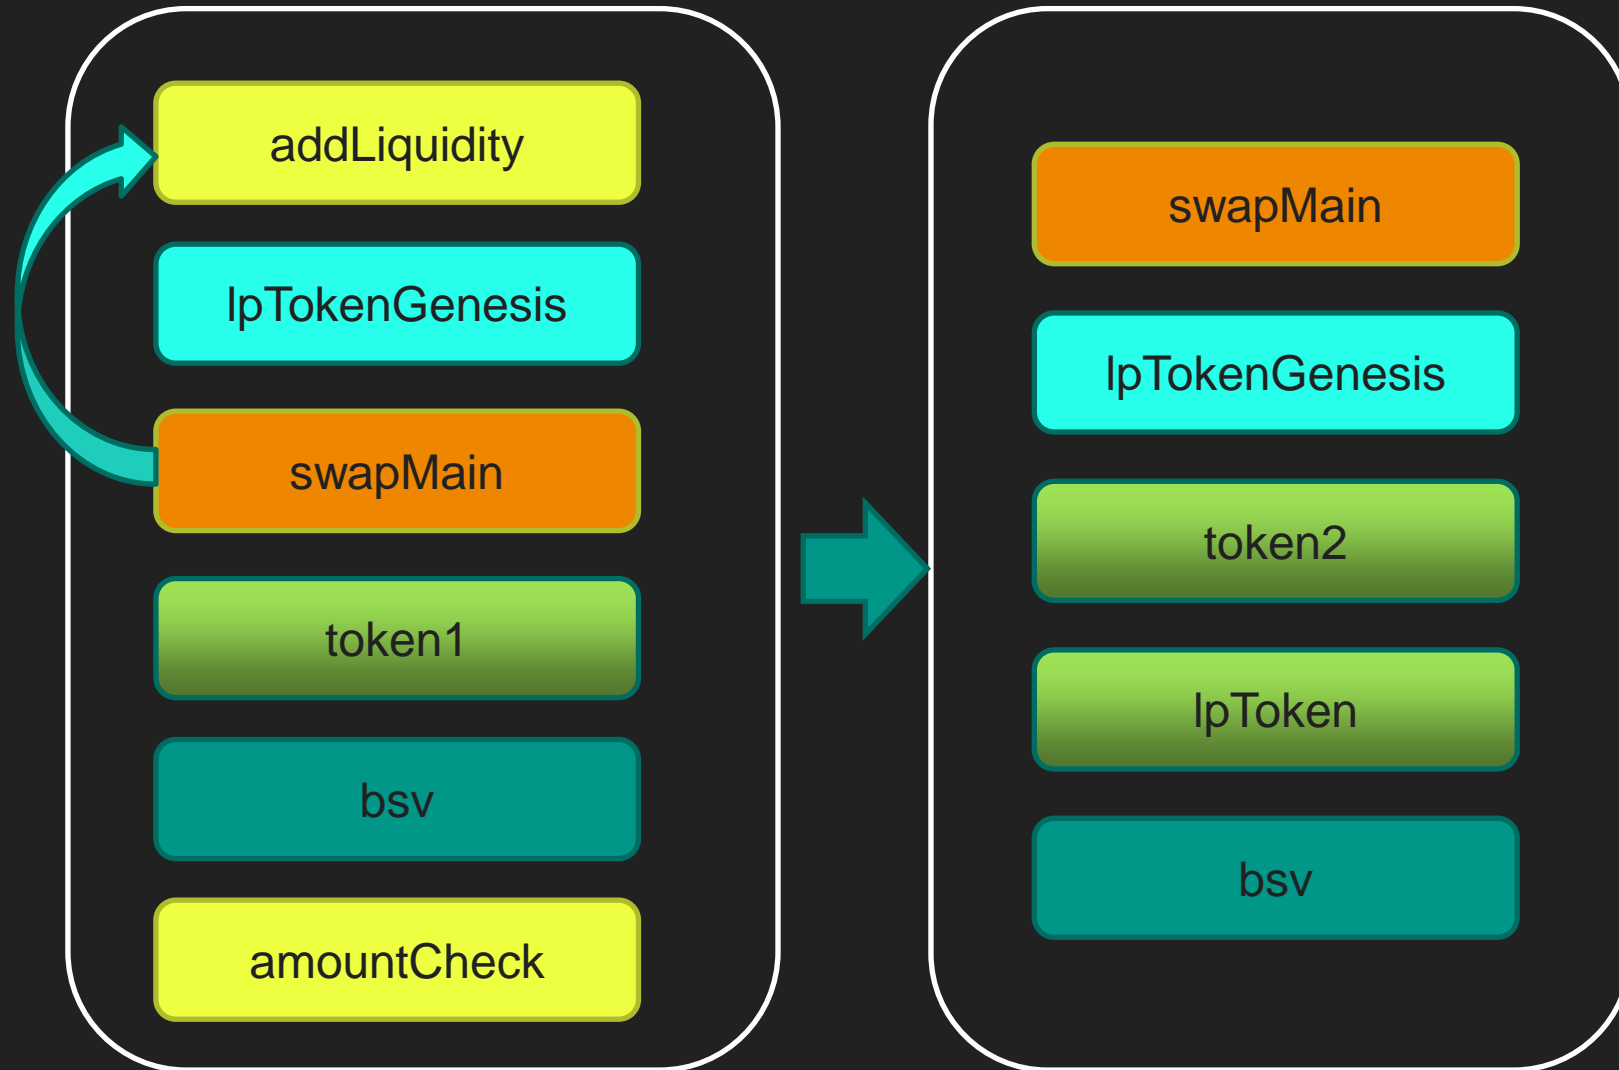 addLiquidity
lpTokenGenesis
swapMain
token1
bsv
amountCheck
swapMain
lpTokenGenesis
token2
lpToken
bsv